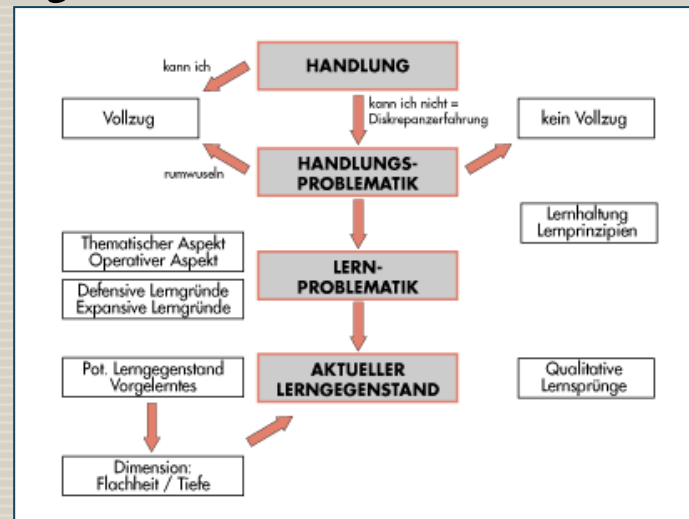 kann ich
HANDLUNG
Vollzug
kann ich nicht =
Diskrepanzerfahrung
kein Vollzug
rumwuseln
HANDLUNGS-
PROBLEMATIK
Lernhaltung
Lernprinzipien
Thematischer Aspekt
Operativer Aspekt
LERN-
PROBLEMATIK
Defensive Lerngründe
Expansive Lerngründe
Pot. Lerngegenstand
Vorgelerntes
AKTUELLER
LERNGEGENSTAND
Qualitative
Lernsprünge
Dimension:
Flachheit / Tiefe